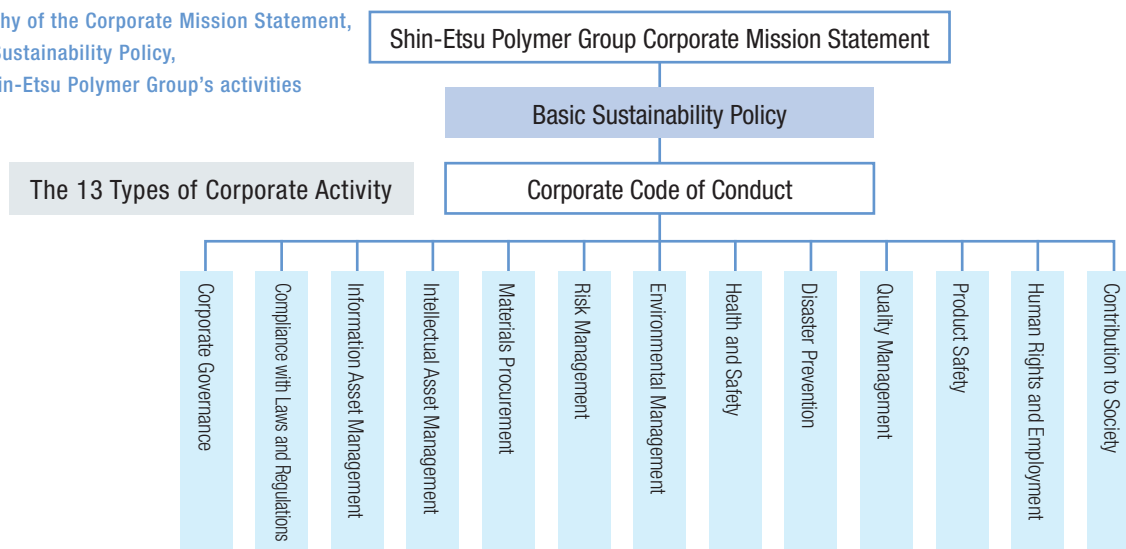 hy of the Corporate Mission Statement,
Sustainability Policy,
in-Etsu Polymer Group's activities
Shin-Etsu Polymer Group Corporate Mission Statement
Basic Sustainability Policy
The 13 Types of Corporate Activity
Corporate Code of Conduct
Corporate Governance
Compliance with Laws and Regulations
Information Asset Management
Intellectual Asset Management
Materials Procurement
Risk Management
Environmental Management
Health and Safety
Disaster Prevention
Quality Management
Product Safety
Human Rights and Employment
Contribution to Society